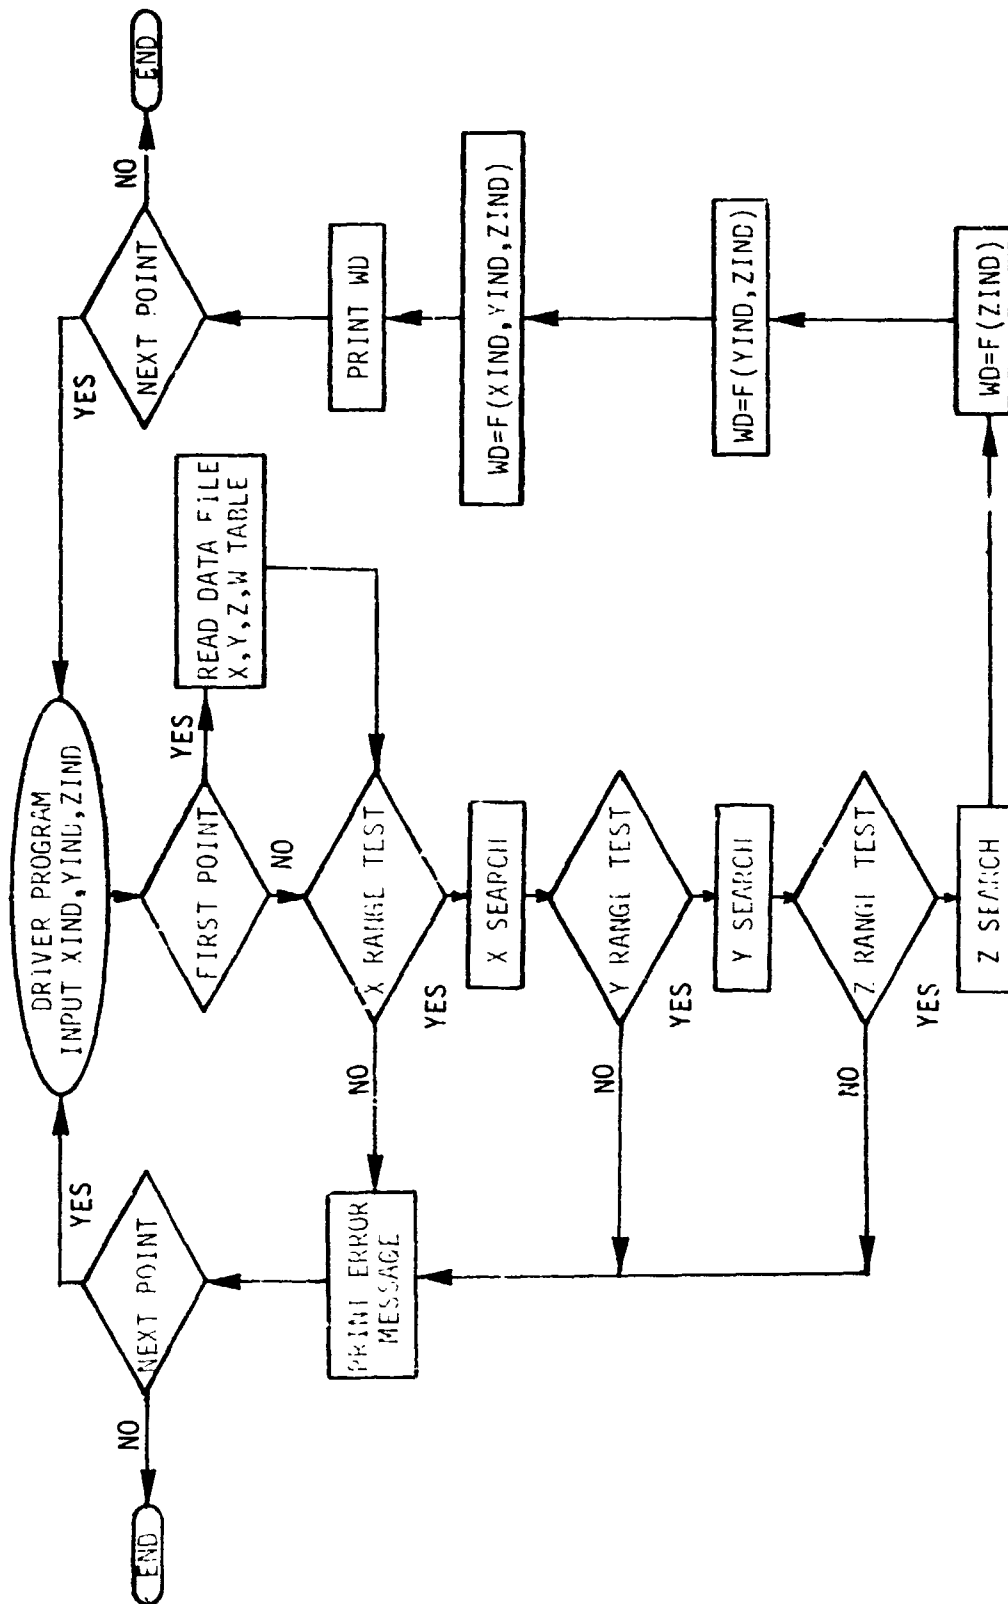 DRIVER PROGRAM
INPUT XIND,YIND,ZIND
YES
NEXT POINT
NO
END
YES
NEXT POINT
NO
END
FIRST POINT
YES
NO
READ DATA FILE
X,Y,Z,W TABLE
X RANGE TEST
NO
YES
PRINT ERROR
MESSAGE
PRINT WD
X SEARCH
WD=F(XIND,YIND,ZIND)
Y RANGE TEST
NO
YES
Y SEARCH
WD=F(YIND,ZIND)
Z RANGE TEST
NO
YES
Z SEARCH
WD=F(ZIND)